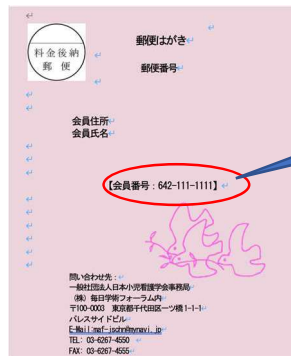 料金後納
郵便
郵便はがき
郵便番号
会員住所
会員氏名
【会員番号：642-111-1111】
問い合わせ先：
一般社団法人日本小児看護学会事務局
（株）毎日学術フォーラム内
〒100-0003　東京都千代田区一ツ橋1-1-1
パレスサイドビル
E-Mail:maf-jschn@mynavi.jp
TEL: 03-6267-4550
FAX: 03-6267-4555